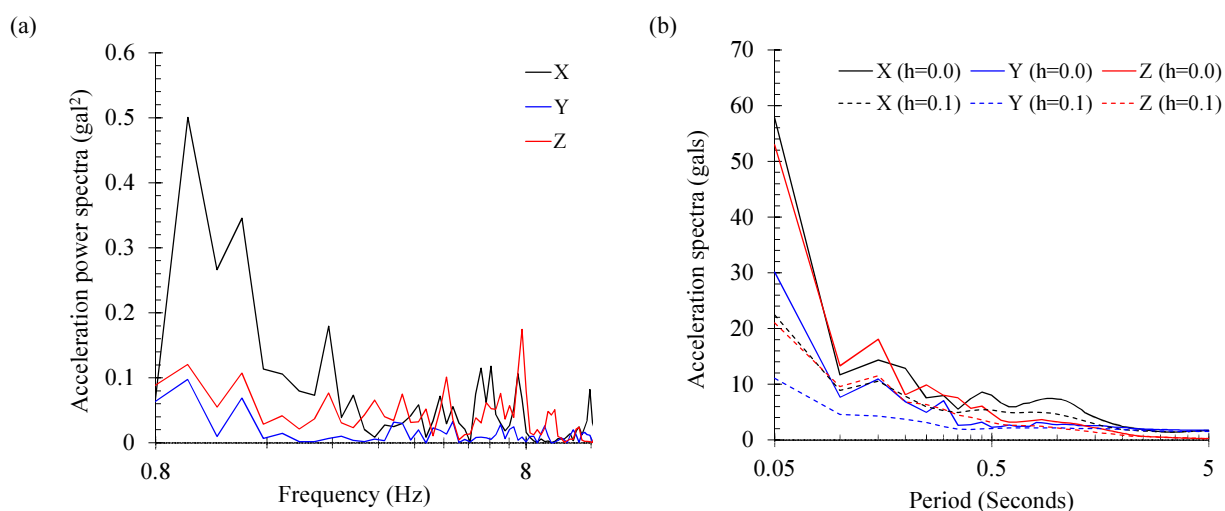 (a)
0.6
0.5
0.4
0.3
0.2
0.1
0
Acceleration power spectra (gal²)
X
Y
Z
0.8
8
Frequency (Hz)
(b)
70
60
50
40
30
20
10
0
Acceleration spectra (gals)
X (h=0.0) Y (h=0.0) Z (h=0.0)
X (h=0.1) Y (h=0.1) Z (h=0.1)
0.05
0.5
5
Period (Seconds)